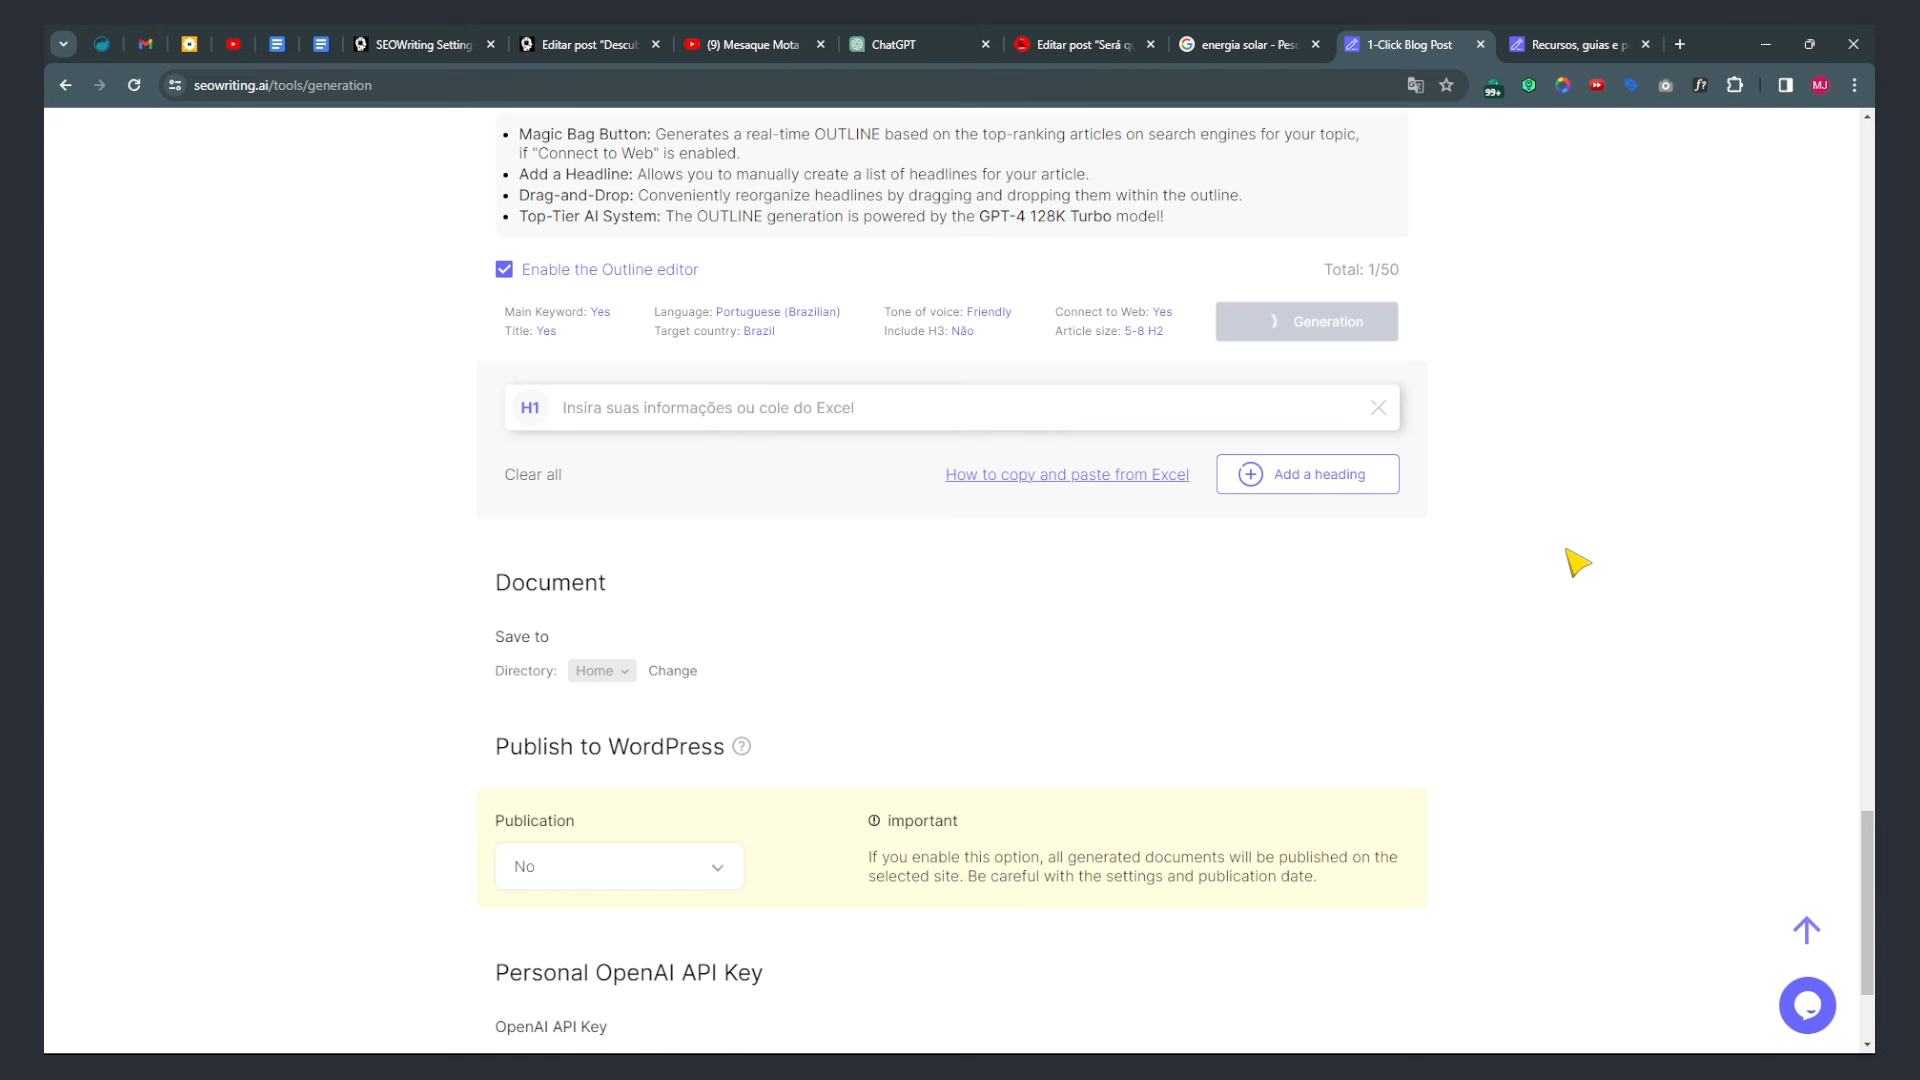 SEOWriting Setting
Editar post "Descul
(9) Mesaque Mota
ChatGPT
Editar post "Será q
energia solar - Pes
1-Click Blog Post
Recursos, guias e p
seowriting.ai/tools/generation
99+
f?
MJ
Magic Bag Button: Generates a real-time OUTLINE based on the top-ranking articles on search engines for your topic,
if "Connect to Web" is enabled.
Add a Headline: Allows you to manually create a list of headlines for your article.
Drag-and-Drop: Conveniently reorganize headlines by dragging and dropping them within the outline.
Top-Tier AI System: The OUTLINE generation is powered by the GPT-4 128K Turbo model!
Enable the Outline editor
Total: 1/50
Main Keyword: Yes
Language: Portuguese (Brazilian)
Tone of voice: Friendly
Connect to Web: Yes
Title: Yes
Target country: Brazil
Include H3: Não
Article size: 5-8 H2
Generation
H1 Insira suas informações ou cole do Excel
Clear all
How to copy and paste from Excel
Add a heading
Document
Save to
Directory: Home Change
Publish to WordPress ?
Publication
important
No
If you enable this option, all generated documents will be published on the
selected site. Be careful with the settings and publication date.
Personal OpenAI API Key
OpenAI API Key